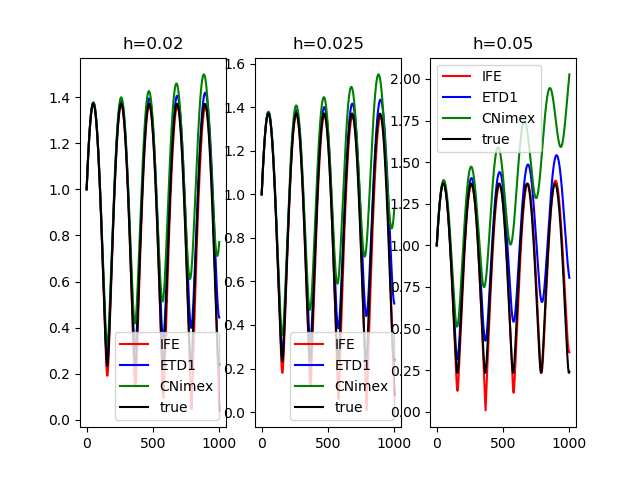 h=0.02
h=0.025
h=0.05
1.4
1.2
1.0
0.8
0.6
0.4
0.2
0.0
0
500
1000
IFE
ETD1
CNimex
true
1.6
1.4
1.2
1.0
0.8
0.6
0.4
0.2
0.0
0
500
1000
IFE
ETD1
CNimex
true
2.00
1.75
1.50
1.25
1.00
0.75
0.50
0.25
0.00
0
500
1000
IFE
ETD1
CNimex
true